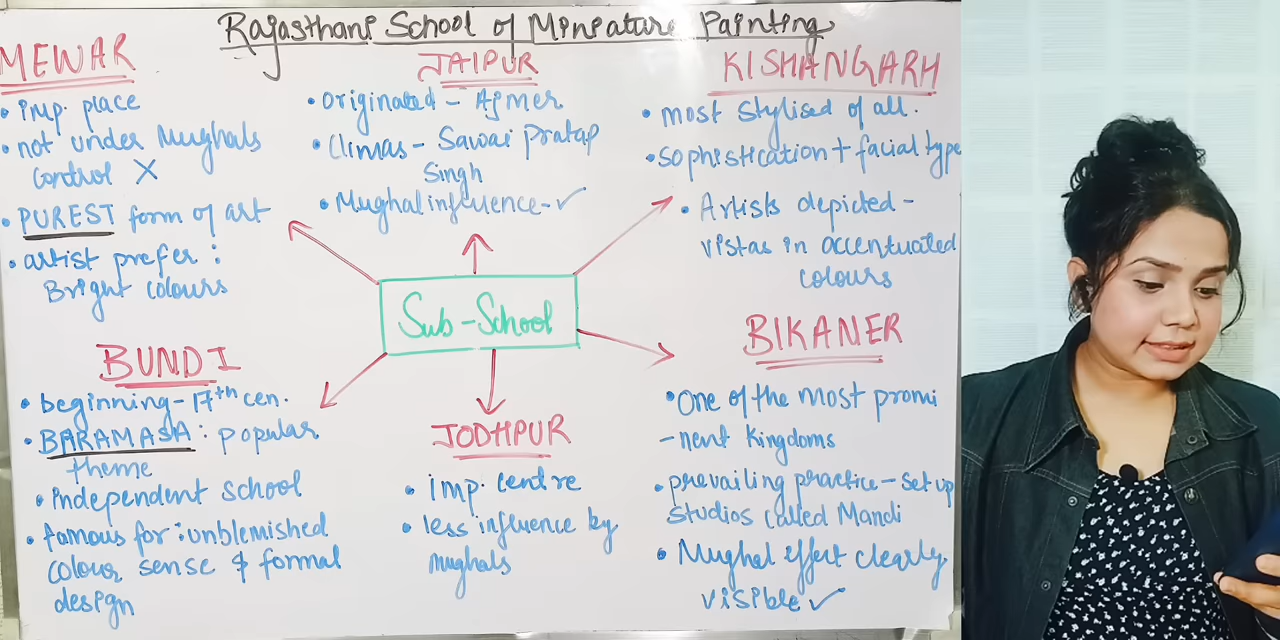 Rajasthani School of Miniature Painting
MEWAR
• imp. place
• not under Mughals
control X
• PUREST form of art
• artist prefer :
Bright colours
JAIPUR
• Originated - Ajmer
• Climax - Sawai Pratap
Singh
• Mughal influence - ✓
KISHANGARH
• most stylised of all.
• Sophistication + facial type
• Artists depicted -
vistas in accentuated
colours
Sub-School
BUNDI
• beginning - 17th cen.
• BARAMASA : popular
theme
• independent school
• famous for : unblemished
colour sense & formal
design
JODHPUR
• imp. centre
• less influence by
mughals
BIKANER
• One of the most promi
-nent kingdoms
• prevailing practice - set up
studios called Mandi
• Mughal effect clearly
visible ✓